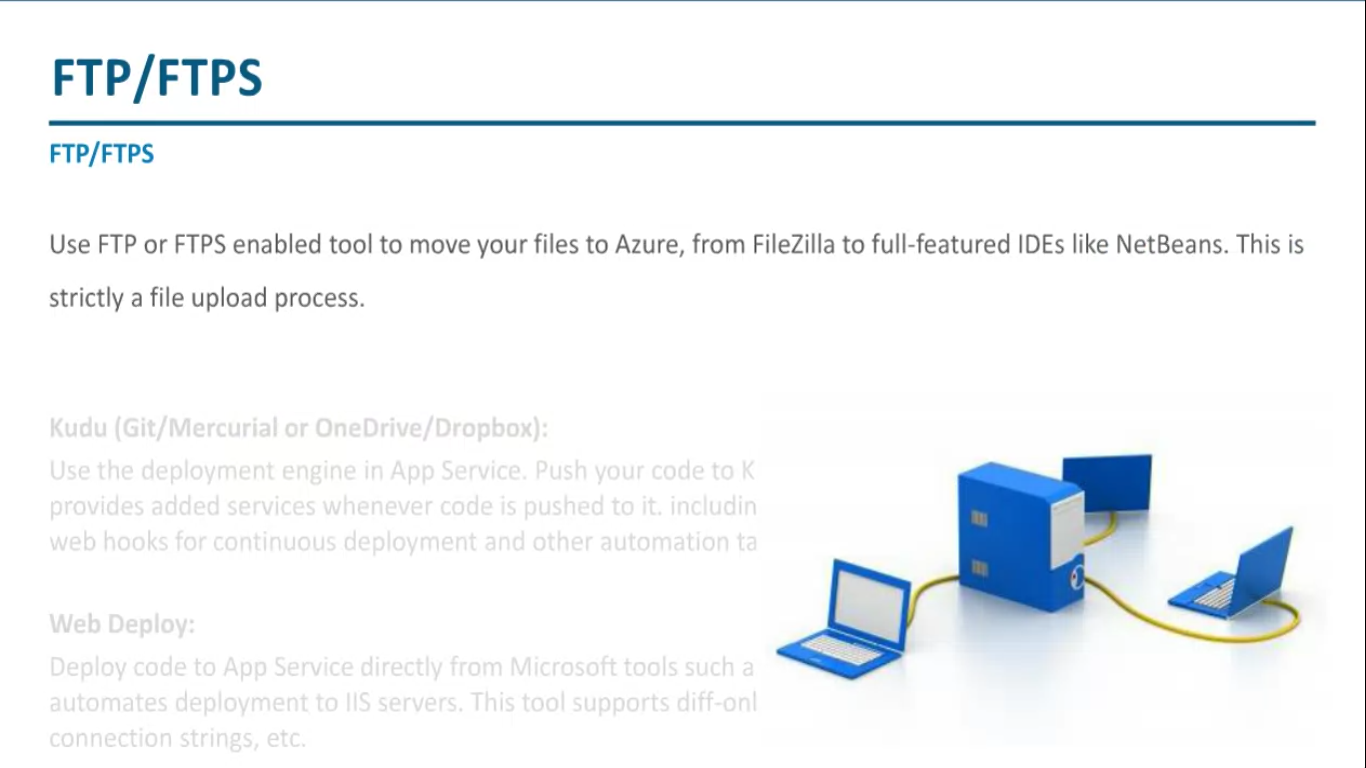 FTP/FTPS
FTP/FTPS
Use FTP or FTPS enabled tool to move your files to Azure, from FileZilla to full-featured IDEs like NetBeans. This is
strictly a file upload process.
Kudu (Git/Mercurial or OneDrive/Dropbox):
Use the deployment engine in App Service. Push your code to K
provides added services whenever code is pushed to it. includin
web hooks for continuous deployment and other automation ta
Web Deploy:
Deploy code to App Service directly from Microsoft tools such a
automates deployment to IIS servers. This tool supports diff-onl
connection strings, etc.